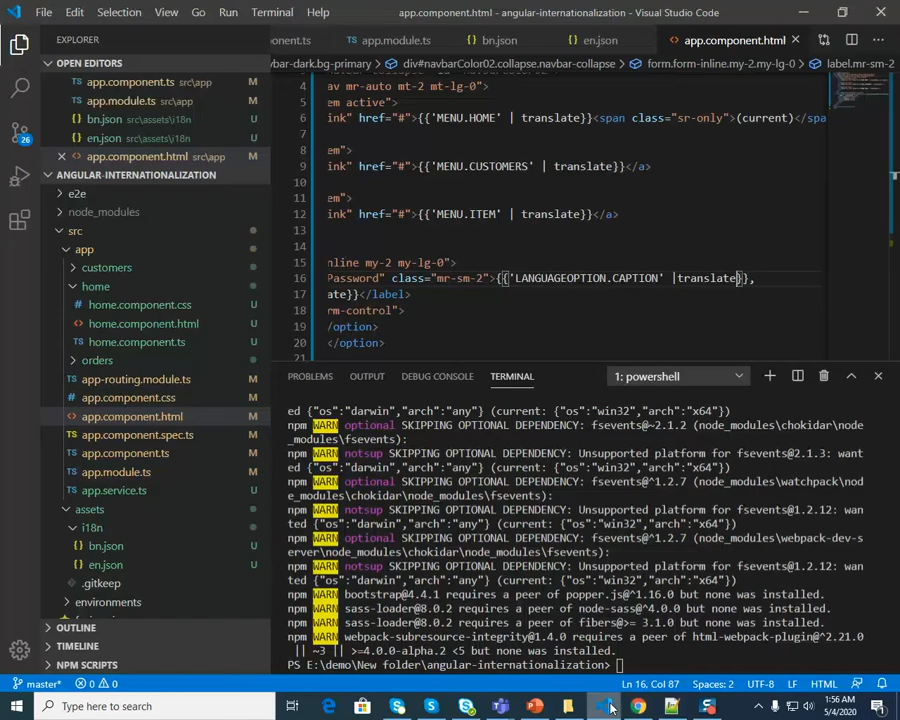 File Edit Selection View Go Run Terminal Help app.component.html - angular-internationalization - Visual Studio Code
EXPLORER
OPEN EDITORS
app.component.ts src\app M
app.module.ts src\app M
bn.json src\assets\i18n U
en.json src\assets\i18n U
app.component.html src\app M
ANGULAR-INTERNATIONALIZATION
e2e
node_modules
src
app
customers
home
home.component.css U
home.component.html U
home.component.ts U
orders
app-routing.module.ts M
app.component.css M
app.component.html M
app.component.spec.ts M
app.component.ts M
app.module.ts M
app.service.ts U
assets
i18n
bn.json U
en.json U
.gitkeep
environments
OUTLINE
TIMELINE
NPM SCRIPTS
26
onent.ts app.module.ts bn.json en.json app.component.html
vbar-dark.bg-primary div#navbarColor02.collapse.navbar-collapse form.form-inline.my-2.my-lg-0 label.mr-sm-2
4 av mr-auto mt-2 mt-lg-0">
5 em active">
6 ink" href="#">{{'MENU.HOME' | translate}}<span class="sr-only">(current)</spa
7
8 em">
9 ink" href="#">{{'MENU.CUSTOMERS' | translate}}</a>
10
11 em">
12 ink" href="#">{{'MENU.ITEM' | translate}}</a>
13
14
15 nline my-2 my-lg-0">
16 Password" class="mr-sm-2">{{'LANGUAGEOPTION.CAPTION' |translate}},
17 ate}}</label>
18 rm-control">
19 /option>
20 </option>
21
PROBLEMS OUTPUT DEBUG CONSOLE TERMINAL 1: powershell
ed {"os":"darwin","arch":"any"} (current: {"os":"win32","arch":"x64"})
npm WARN optional SKIPPING OPTIONAL DEPENDENCY: fsevents@~2.1.2 (node_modules\chokidar\node
_modules\fsevents):
npm WARN notsup SKIPPING OPTIONAL DEPENDENCY: Unsupported platform for fsevents@2.1.3: want
ed {"os":"darwin","arch":"any"} (current: {"os":"win32","arch":"x64"})
npm WARN optional SKIPPING OPTIONAL DEPENDENCY: fsevents@^1.2.7 (node_modules\watchpack\nod
e_modules\chokidar\node_modules\fsevents):
npm WARN notsup SKIPPING OPTIONAL DEPENDENCY: Unsupported platform for fsevents@1.2.12: wan
ted {"os":"darwin","arch":"any"} (current: {"os":"win32","arch":"x64"})
npm WARN optional SKIPPING OPTIONAL DEPENDENCY: fsevents@^1.2.7 (node_modules\webpack-dev-s
erver\node_modules\chokidar\node_modules\fsevents):
npm WARN notsup SKIPPING OPTIONAL DEPENDENCY: Unsupported platform for fsevents@1.2.12: wan
ted {"os":"darwin","arch":"any"} (current: {"os":"win32","arch":"x64"})
npm WARN bootstrap@4.4.1 requires a peer of popper.js@^1.16.0 but none was installed.
npm WARN sass-loader@8.0.2 requires a peer of node-sass@^4.0.0 but none was installed.
npm WARN sass-loader@8.0.2 requires a peer of fibers@>= 3.1.0 but none was installed.
npm WARN webpack-subresource-integrity@1.4.0 requires a peer of html-webpack-plugin@^2.21.0
|| ~3 || >=4.0.0-alpha.2 <5 but none was installed.
PS E:\demo\New folder\angular-internationalization>
master* 0 0 Ln 16, Col 87 Spaces: 2 UTF-8 LF HTML
Type here to search
1:56 AM
5/4/2020
1